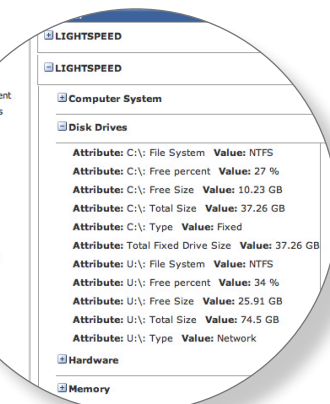 LIGHTSPEED
LIGHTSPEED
Computer System
Disk Drives
Attribute: C:\: File System Value: NTFS
Attribute: C:\: Free percent Value: 27 %
Attribute: C:\: Free Size Value: 10.23 GB
Attribute: C:\: Total Size Value: 37.26 GB
Attribute: C:\: Type Value: Fixed
Attribute: Total Fixed Drive Size Value: 37.26 GB
Attribute: U:\: File System Value: NTFS
Attribute: U:\: Free percent Value: 34 %
Attribute: U:\: Free Size Value: 25.91 GB
Attribute: U:\: Total Size Value: 74.5 GB
Attribute: U:\: Type Value: Network
Hardware
Memory